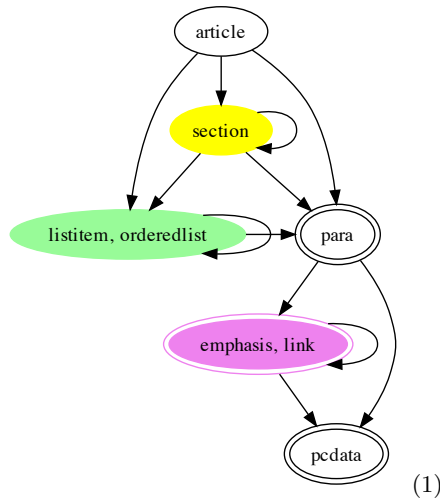 article
section
listitem, orderedlist
para
emphasis, link
pcdata
(1)